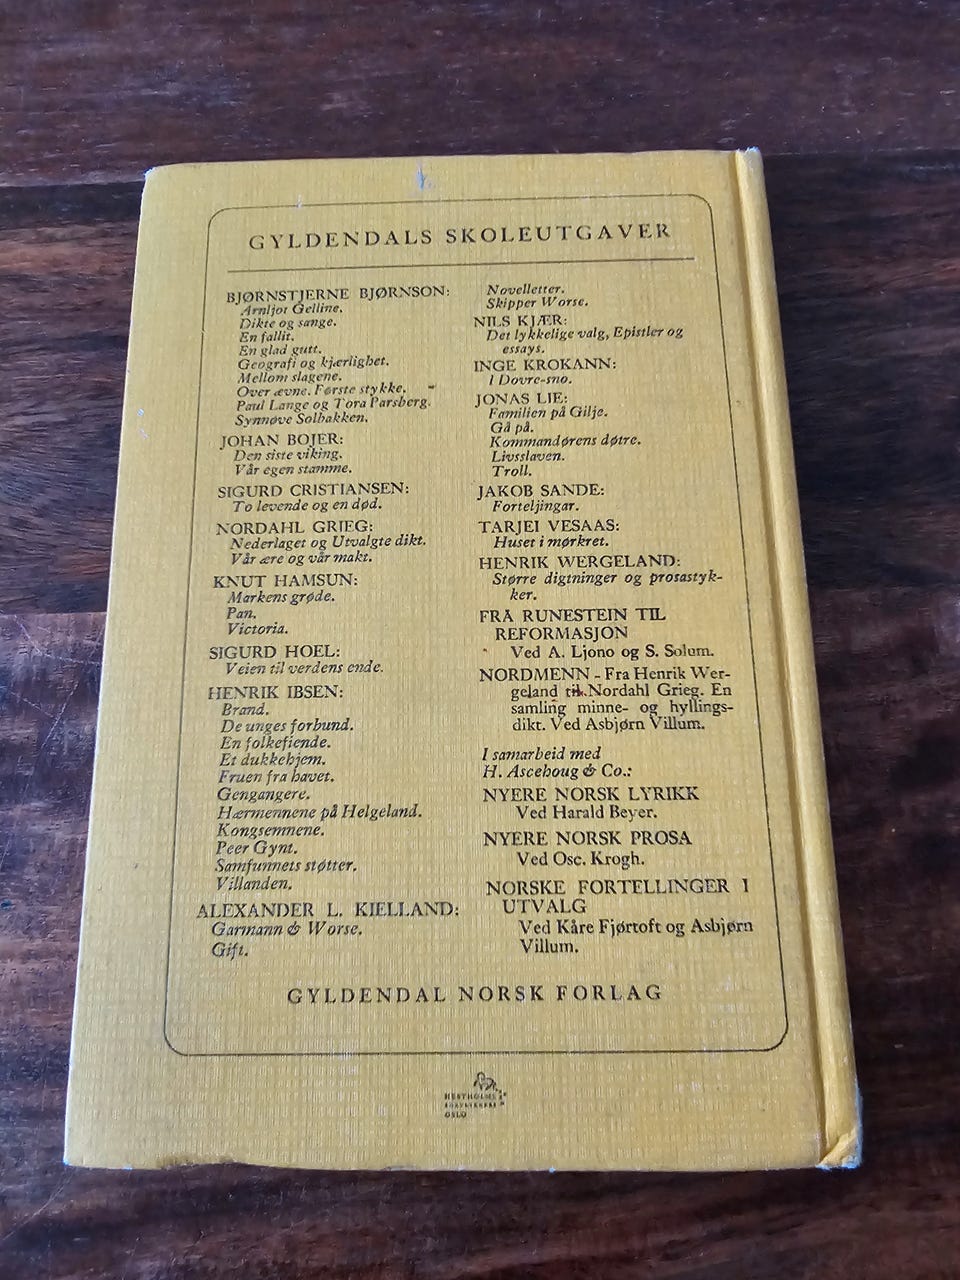 GYLDENDALS SKOLEUTGAVER
BJØRNSTJERNE BJØRNSON:
Arnljot Gelline.
Dikte og sange.
En fallit.
En glad gutt.
Geografi og kjærlighet.
Mellom slagene.
Over ævne. Første stykke.
Paul Lange og Tora Parsberg.
Synnøve Solbakken.
JOHAN BOJER:
Den siste viking.
Vår egen stamme.
SIGURD CRISTIANSEN:
To levende og en død.
NORDAHL GRIEG:
Nederlaget og Utvalgte dikt.
Vår ære og vår makt.
KNUT HAMSUN:
Markens grøde.
Pan.
Victoria.
SIGURD HOEL:
Veien til verdens ende.
HENRIK IBSEN:
Brand.
De unges forbund.
En folkefiende.
Et dukkehjem.
Fruen fra havet.
Gengangere.
Hærmennene på Helgeland.
Kongsemnene.
Peer Gynt.
Samfunnets støtter.
Villanden.
ALEXANDER L. KIELLAND:
Garmann & Worse.
Gift.
Novelletter.
Skipper Worse.
NILS KJÆR:
Det lykkelige valg, Epistler og
essays.
INGE KROKANN:
I Dovre-sno.
JONAS LIE:
Familien på Gilje.
Gå på.
Kommandørens døtre.
Livsslaven.
Troll.
JAKOB SANDE:
Forteljingar.
TARJEI VESAAS:
Huset i mørkret.
HENRIK WERGELAND:
Større digtninger og prosastyk-
ker.
FRA RUNESTEIN TIL
REFORMASJON
Ved A. Ljono og S. Solum.
NORDMENN - Fra Henrik Wer-
geland til Nordahl Grieg. En
samling minne- og hyllings-
dikt. Ved Asbjørn Villum.
I samarbeid med
H. Aschehoug & Co.:
NYERE NORSK LYRIKK
Ved Harald Beyer.
NYERE NORSK PROSA
Ved Osc. Krogh.
NORSKE FORTELLINGER I
UTVALG
Ved Kåre Fjørtoft og Asbjørn
Villum.
GYLDENDAL NORSK FORLAG
OSLO